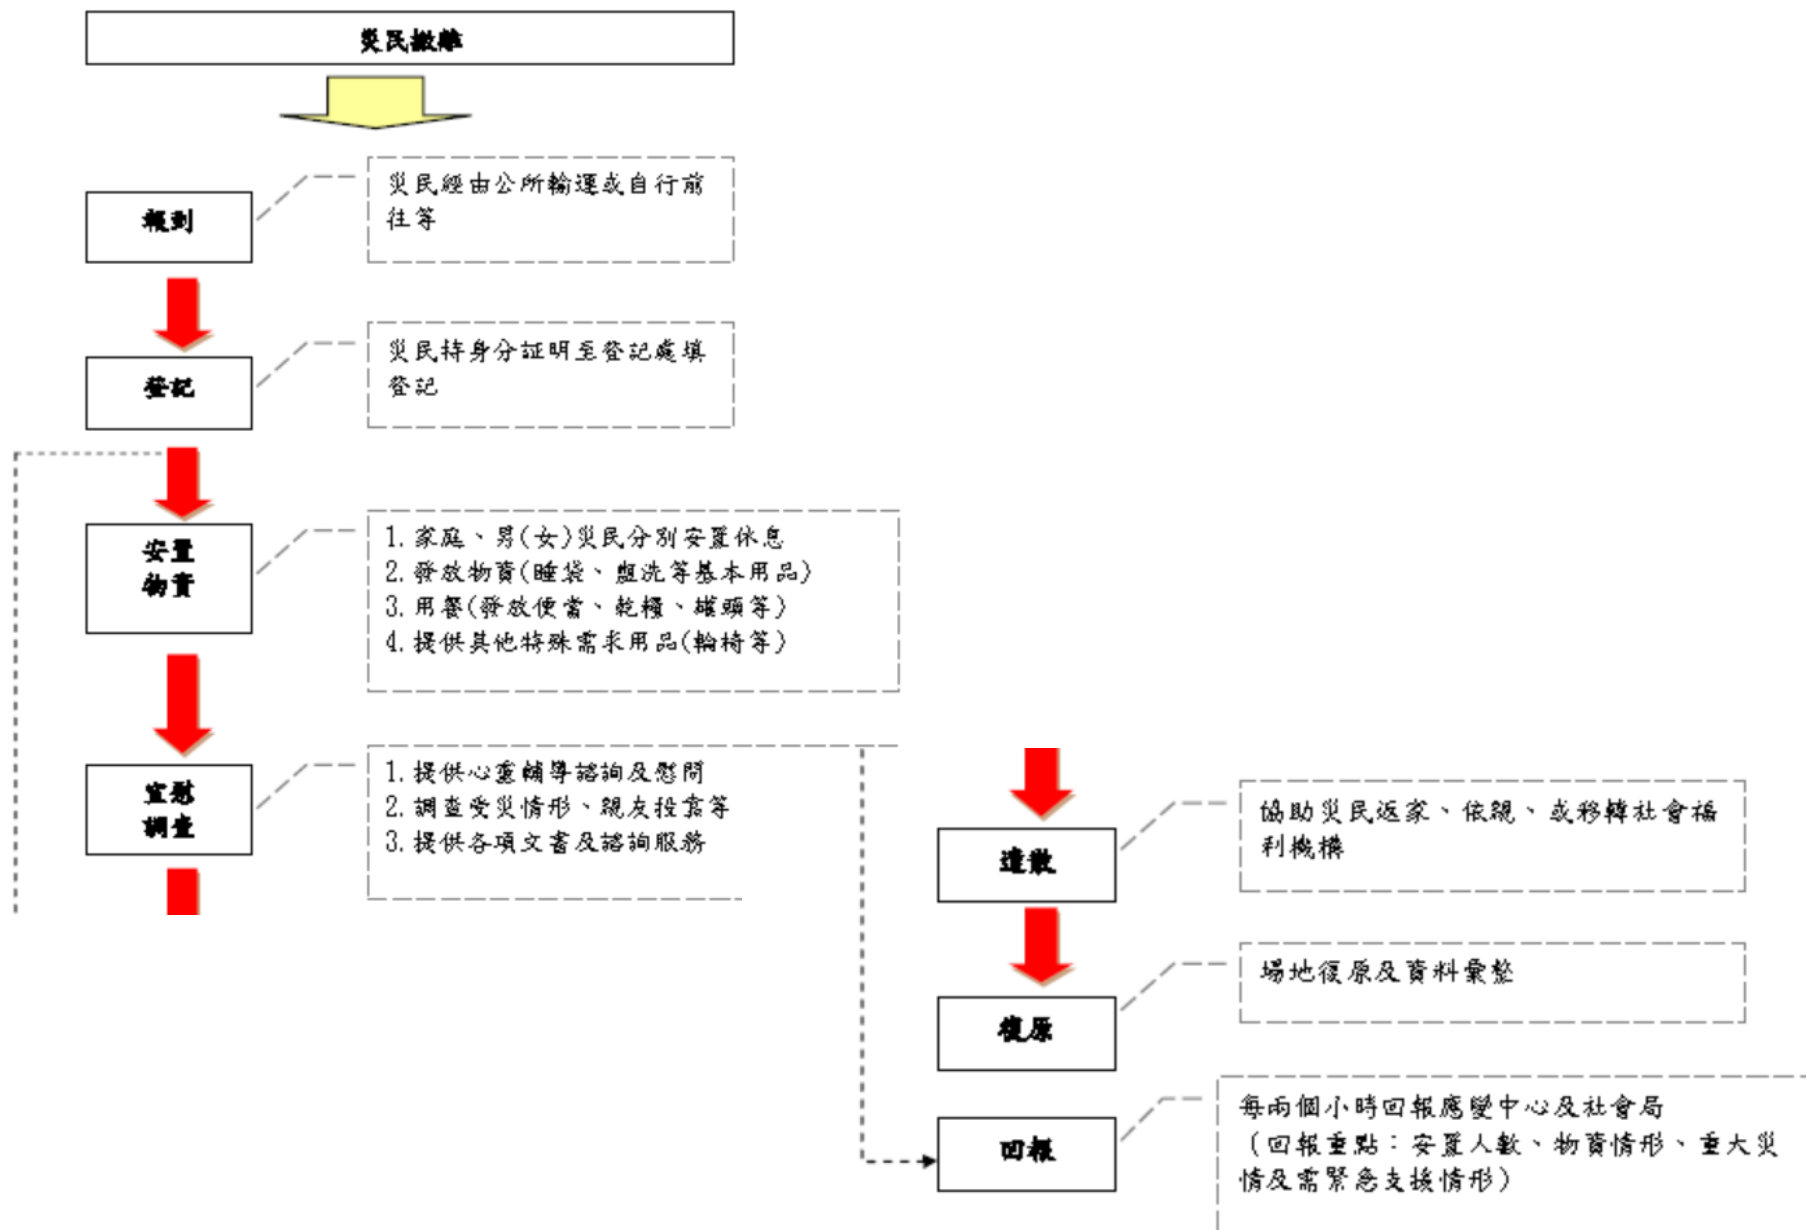 災民撤離
報到
災民經由公所輸運或自行前
往等
登記
災民持身分証明至登記處填
登記
安置
物資
1. 家庭、男(女)災民分別安置休息
2. 發放物資(睡袋、盥洗等基本用品)
3. 用餐(發放便當、乾糧、罐頭等)
4. 提供其他特殊需求用品(輪椅等)
宣慰
調查
1. 提供心靈輔導諮詢及慰問
2. 調查受災情形、親友投靠等
3. 提供各項文書及諮詢服務
遣散
協助災民返家、依親、或移轉社會福
利機構
復原
場地復原及資料彙整
回報
每兩個小時回報應變中心及社會局
（回報重點：安置人數、物資情形、重大災
情及需緊急支援情形）